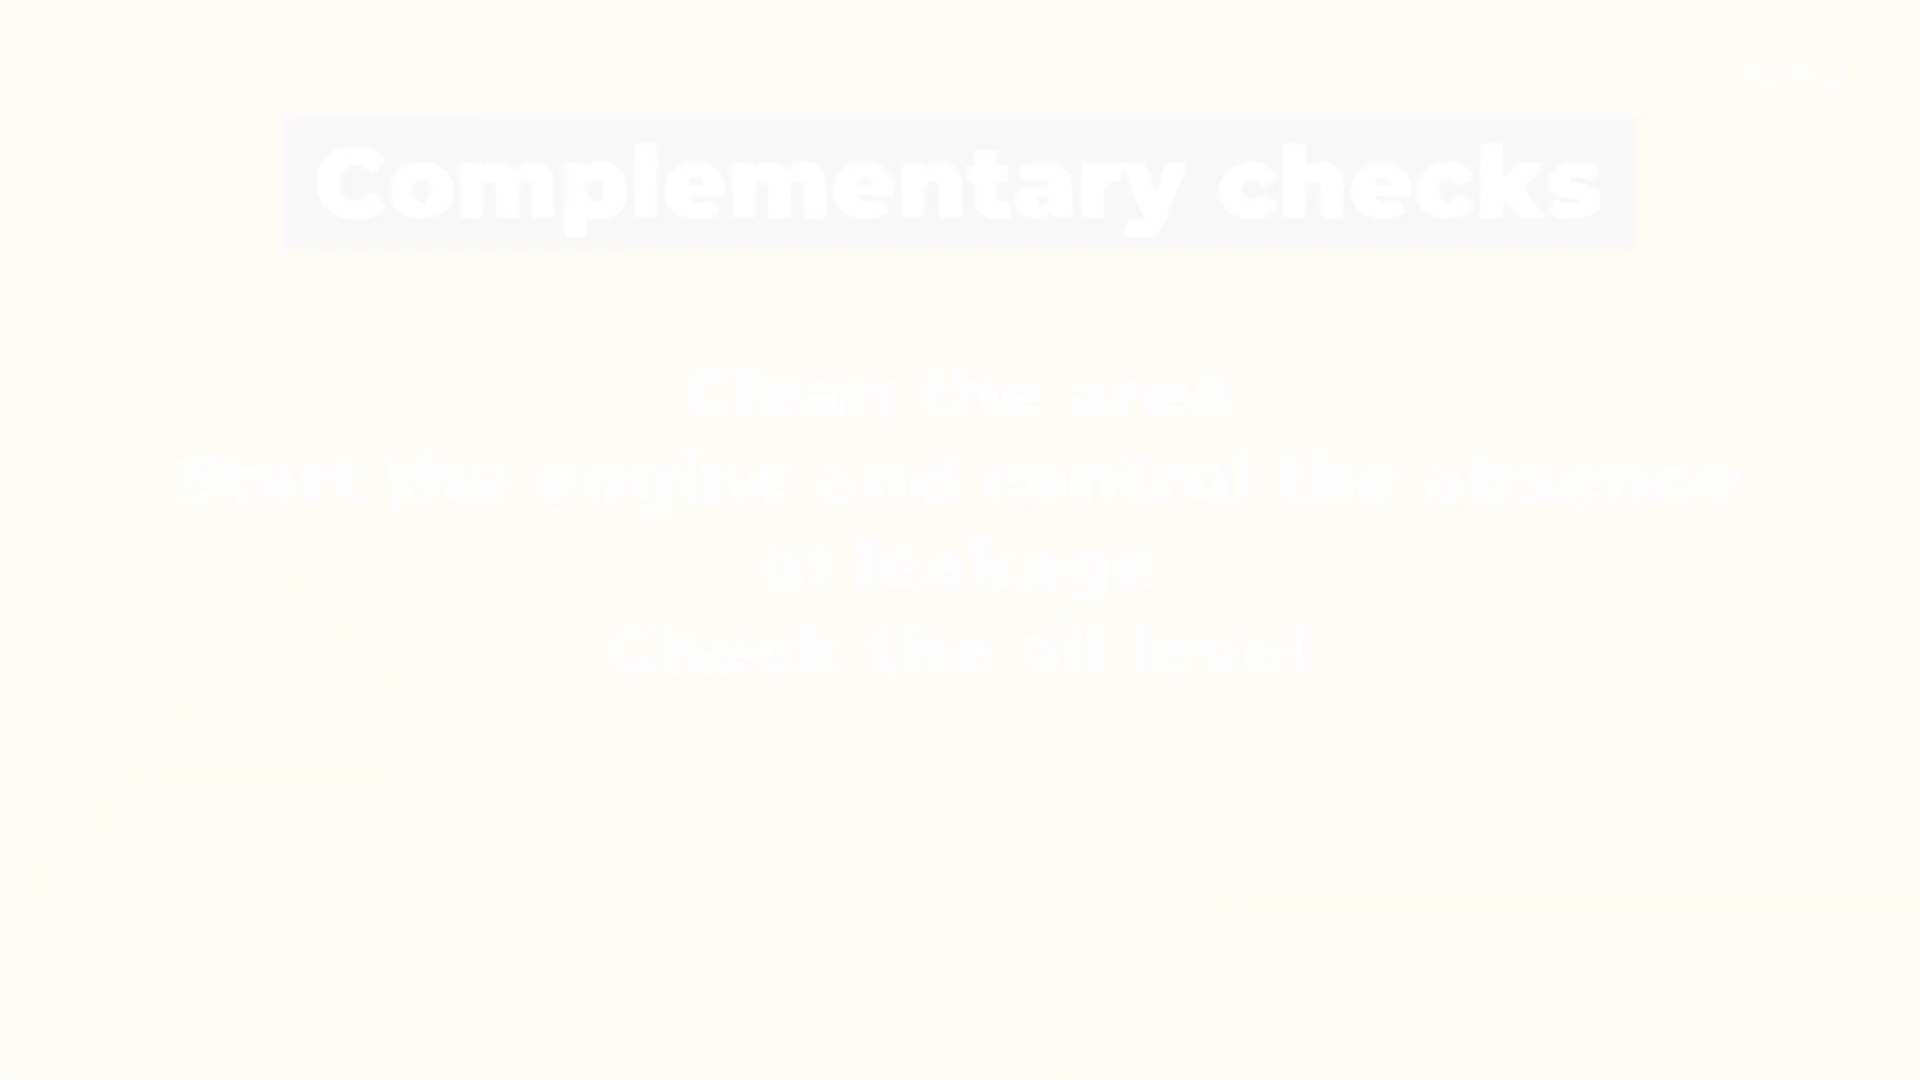 Complementary checks
Clean the area
Start the engine and control the absence
of leakage
Check the oil level